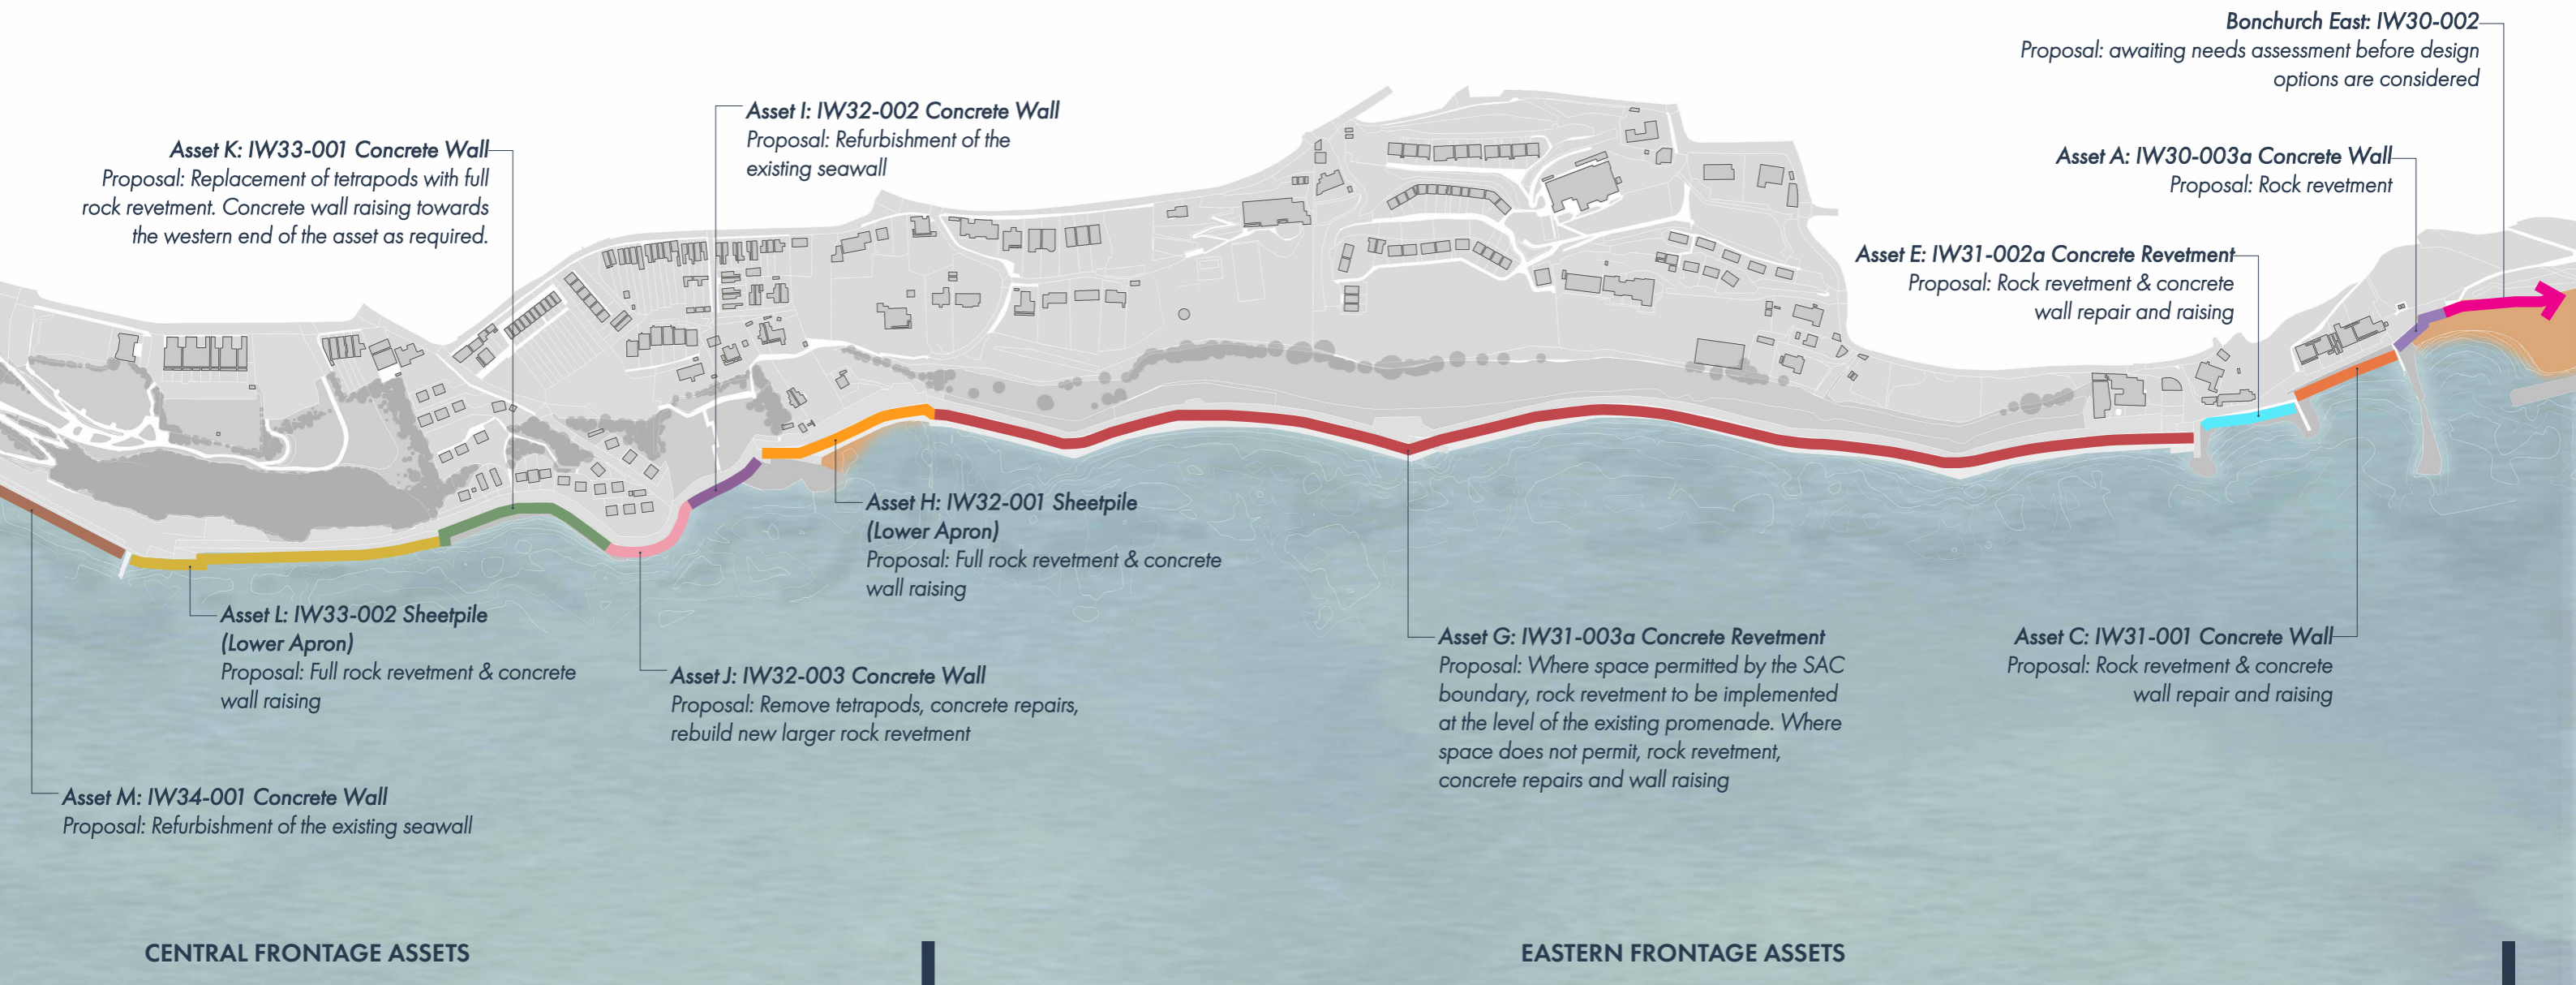 Bonchurch East: IW30-002
Proposal: awaiting needs assessment before design
options are considered
Asset I: IW32-002 Concrete Wall
Proposal: Refurbishment of the
existing seawall
Asset K: IW33-001 Concrete Wall
Proposal: Replacement of tetrapods with full
rock revetment. Concrete wall raising towards
the western end of the asset as required.
Asset A: IW30-003a Concrete Wall
Proposal: Rock revetment
Asset E: IW31-002a Concrete Revetment
Proposal: Rock revetment & concrete
wall repair and raising
Asset H: IW32-001 Sheetpile
(Lower Apron)
Proposal: Full rock revetment & concrete
wall raising
Asset L: IW33-002 Sheetpile
(Lower Apron)
Proposal: Full rock revetment & concrete
wall raising
Asset J: IW32-003 Concrete Wall
Proposal: Remove tetrapods, concrete repairs,
rebuild new larger rock revetment
Asset G: IW31-003a Concrete Revetment
Proposal: Where space permitted by the SAC
boundary, rock revetment to be implemented
at the level of the existing promenade. Where
space does not permit, rock revetment,
concrete repairs and wall raising
Asset C: IW31-001 Concrete Wall
Proposal: Rock revetment & concrete
wall repair and raising
Asset M: IW34-001 Concrete Wall
Proposal: Refurbishment of the existing seawall
CENTRAL FRONTAGE ASSETS
EASTERN FRONTAGE ASSETS